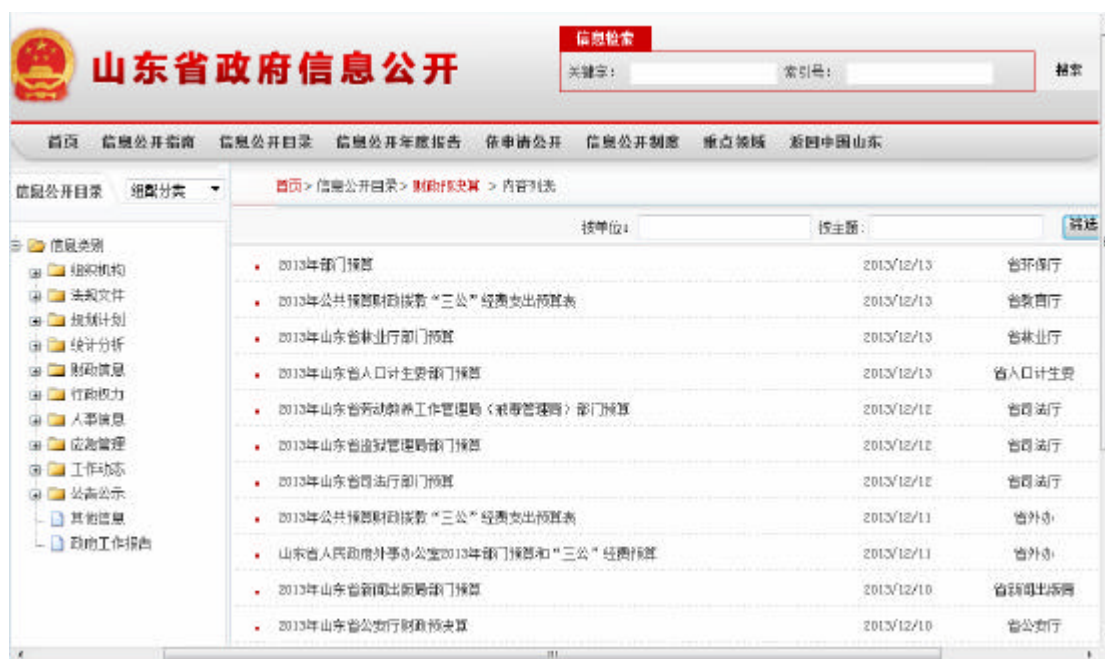 信息检索
山东省政府信息公开
关键字： 索引号： 搜索
首页 信息公开指南 信息公开目录 信息公开年度报告 依申请公开 信息公开制度 重点领域 返回中国山东
信息公开目录 细配分类
首页> 信息公开目录> 财政预决算 > 内容列表
按单位： 按主题： 筛选
信息类别
组织机构
法规文件
规划计划
统计分析
财政信息
行政权力
人事信息
应急管理
工作动态
公告公示
其他信息
政府工作报告
2013年部门预算 2013/12/13 省环保厅
2013年公共预算财政拨款“三公”经费支出预算表 2013/12/13 省教育厅
2013年山东省林业厅部门预算 2013/12/13 省林业厅
2013年山东省人口计生委部门预算 2013/12/13 省人口计生委
2013年山东省劳动教养工作管理局（戒毒管理局）部门预算 2013/12/12 省司法厅
2013年山东省监狱管理局部门预算 2013/12/12 省司法厅
2013年山东省司法厅部门预算 2013/12/12 省司法厅
2013年公共预算财政拨款“三公”经费支出预算表 2013/12/11 省外办
山东省人民政府外事办公室2013年部门预算和“三公”经费预算 2013/12/11 省外办
2013年山东省新闻出版局部门预算 2013/12/10 省新闻出版局
2013年山东省公安厅财政预决算 2013/12/10 省公安厅